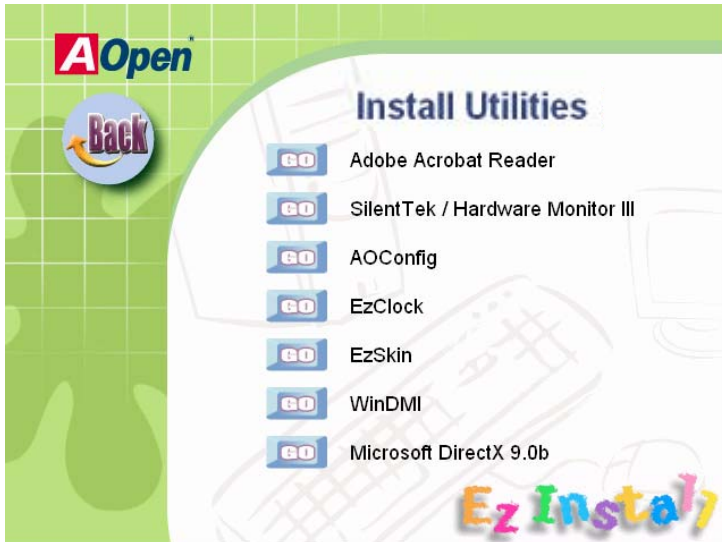 AOpen
Back
Install Utilities
GO Adobe Acrobat Reader
GO SilentTek / Hardware Monitor III
GO AOConfig
GO EzClock
GO EzSkin
GO WinDMI
GO Microsoft DirectX 9.0b
Ez Install